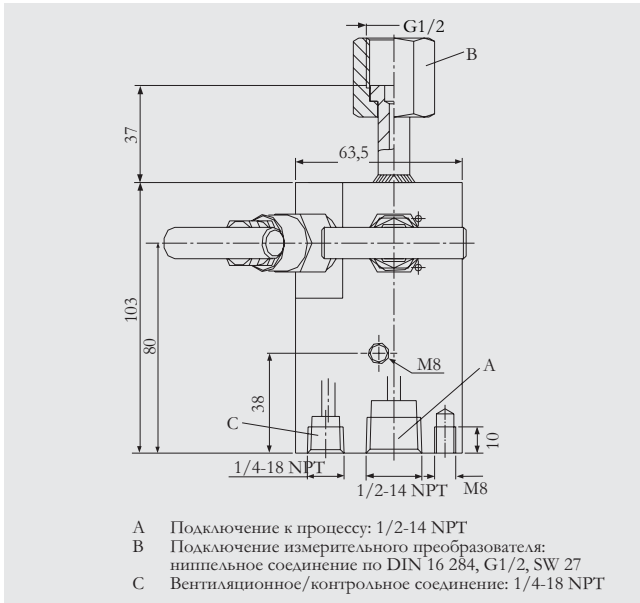 G1/2
B
37
63,5
103
80
38
M8
A
C
10
1/4-18 NPT
1/2-14 NPT
M8
A Подключение к процессу: 1/2-14 NPT
B Подключение измерительного преобразователя:
ниппельное соединение по DIN 16 284, G1/2, SW 27
C Вентиляционное/контрольное соединение: 1/4-18 NPT